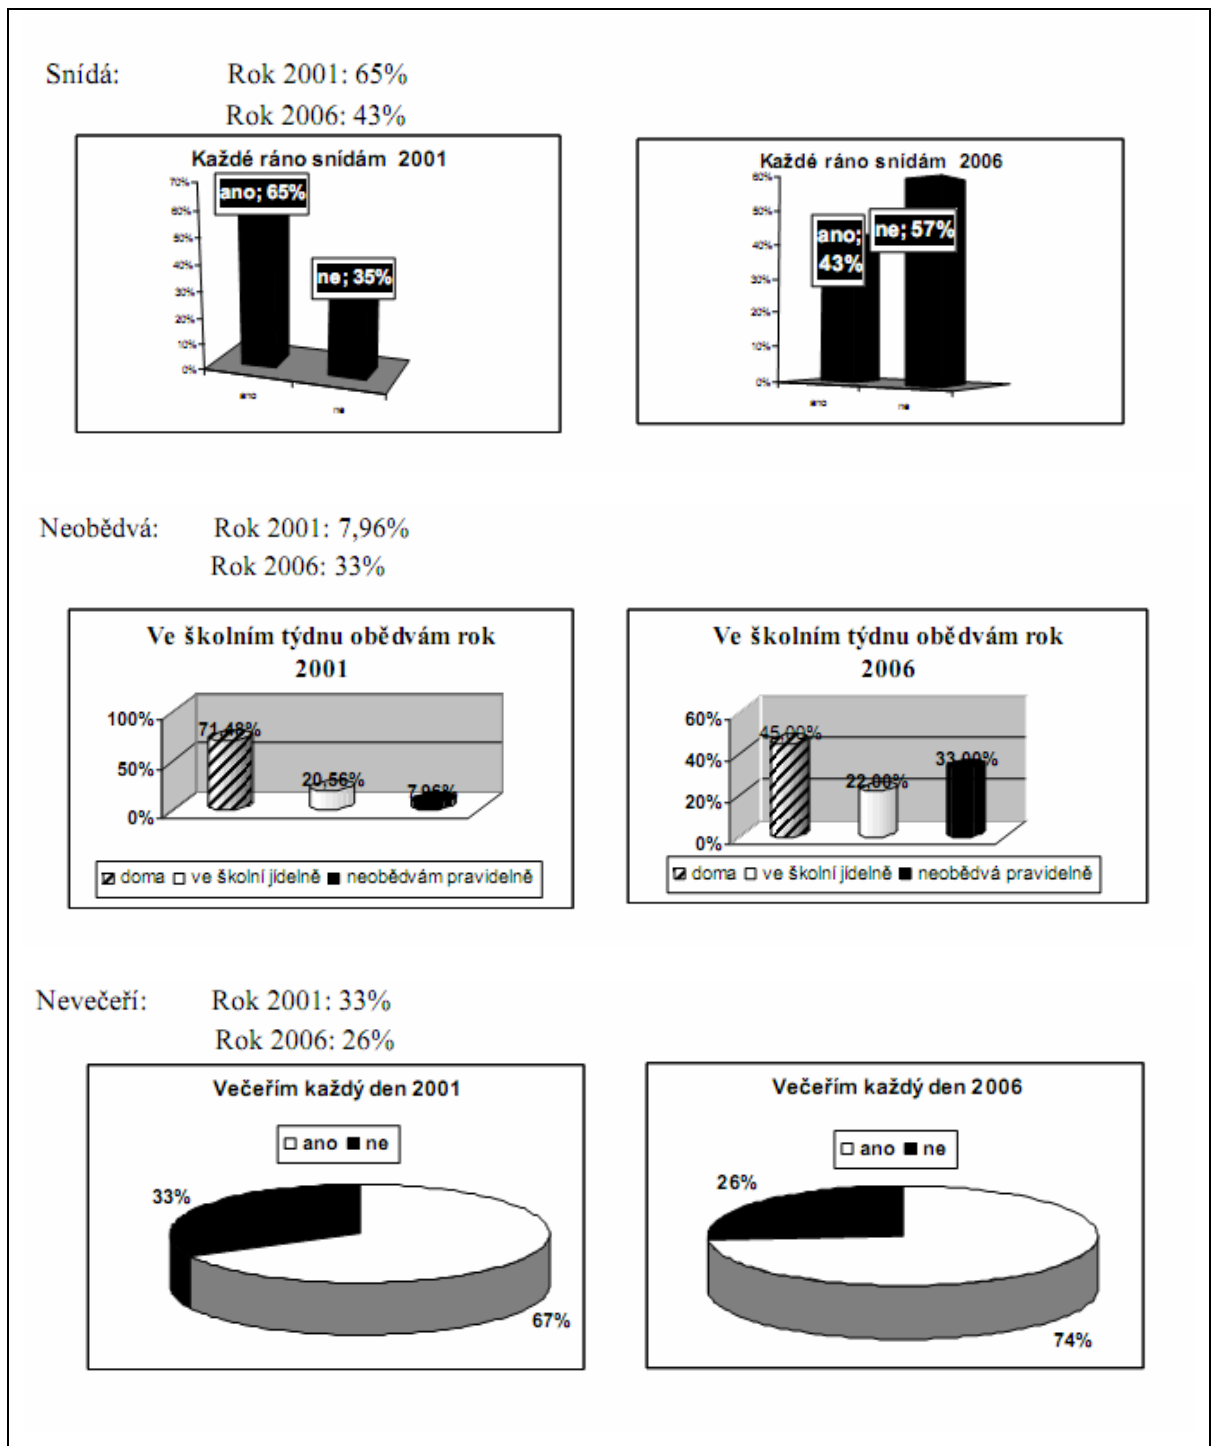 Snídá: Rok 2001: 65%
Rok 2006: 43%
Každé ráno snídám 2001
70%
60%
50%
40%
30%
20%
10%
0%
ano; 65%
ne; 35%
ano
ne
Každé ráno snídám 2006
60%
50%
40%
30%
20%
10%
0%
ano;
43%
ne; 57%
ano
ne
Neobědvá: Rok 2001: 7,96%
Rok 2006: 33%
Ve školním týdnu obědvám rok
2001
100%
50%
0%
71,48%
20,56%
7,96%
doma ve školní jídelně neobědvám pravidelně
Ve školním týdnu obědvám rok
2006
60%
40%
20%
0%
45,00%
22,00%
33,00%
doma ve školní jídelně neobědvá pravidelně
Nevečeří: Rok 2001: 33%
Rok 2006: 26%
Večeřím každý den 2001
ano ne
33%
67%
Večeřím každý den 2006
ano ne
26%
74%